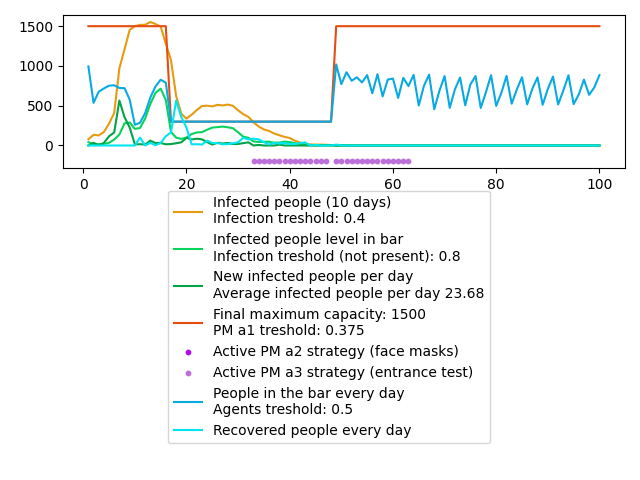 1500
1000
500
0
0
20
40
60
80
100
Infected people (10 days)
Infection treshold: 0.4
Infected people level in bar
Infection treshold (not present): 0.8
New infected people per day
Average infected people per day 23.68
Final maximum capacity: 1500
PM a1 treshold: 0.375
Active PM a2 strategy (face masks)
Active PM a3 strategy (entrance test)
People in the bar every day
Agents treshold: 0.5
Recovered people every day